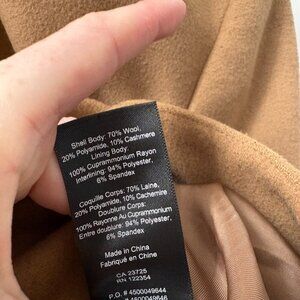 Shell Body: 70% Wool
20% Polyamide, 10% Cashmere
Lining Body:
100% Cuprammonium Rayon
Interlining: 94% Polyester,
6% Spandex
Coquille Corps: 70% Laine,
20% Polyamide, 10% Cachemire
Doublure Corps:
100% Rayonne Au Cuprammonium
Entre doublure: 94% Polyester,
6% Spandex
Made in China
Fabriqué en Chine
CA 23725
RN 122354
P.O. # 4500049644